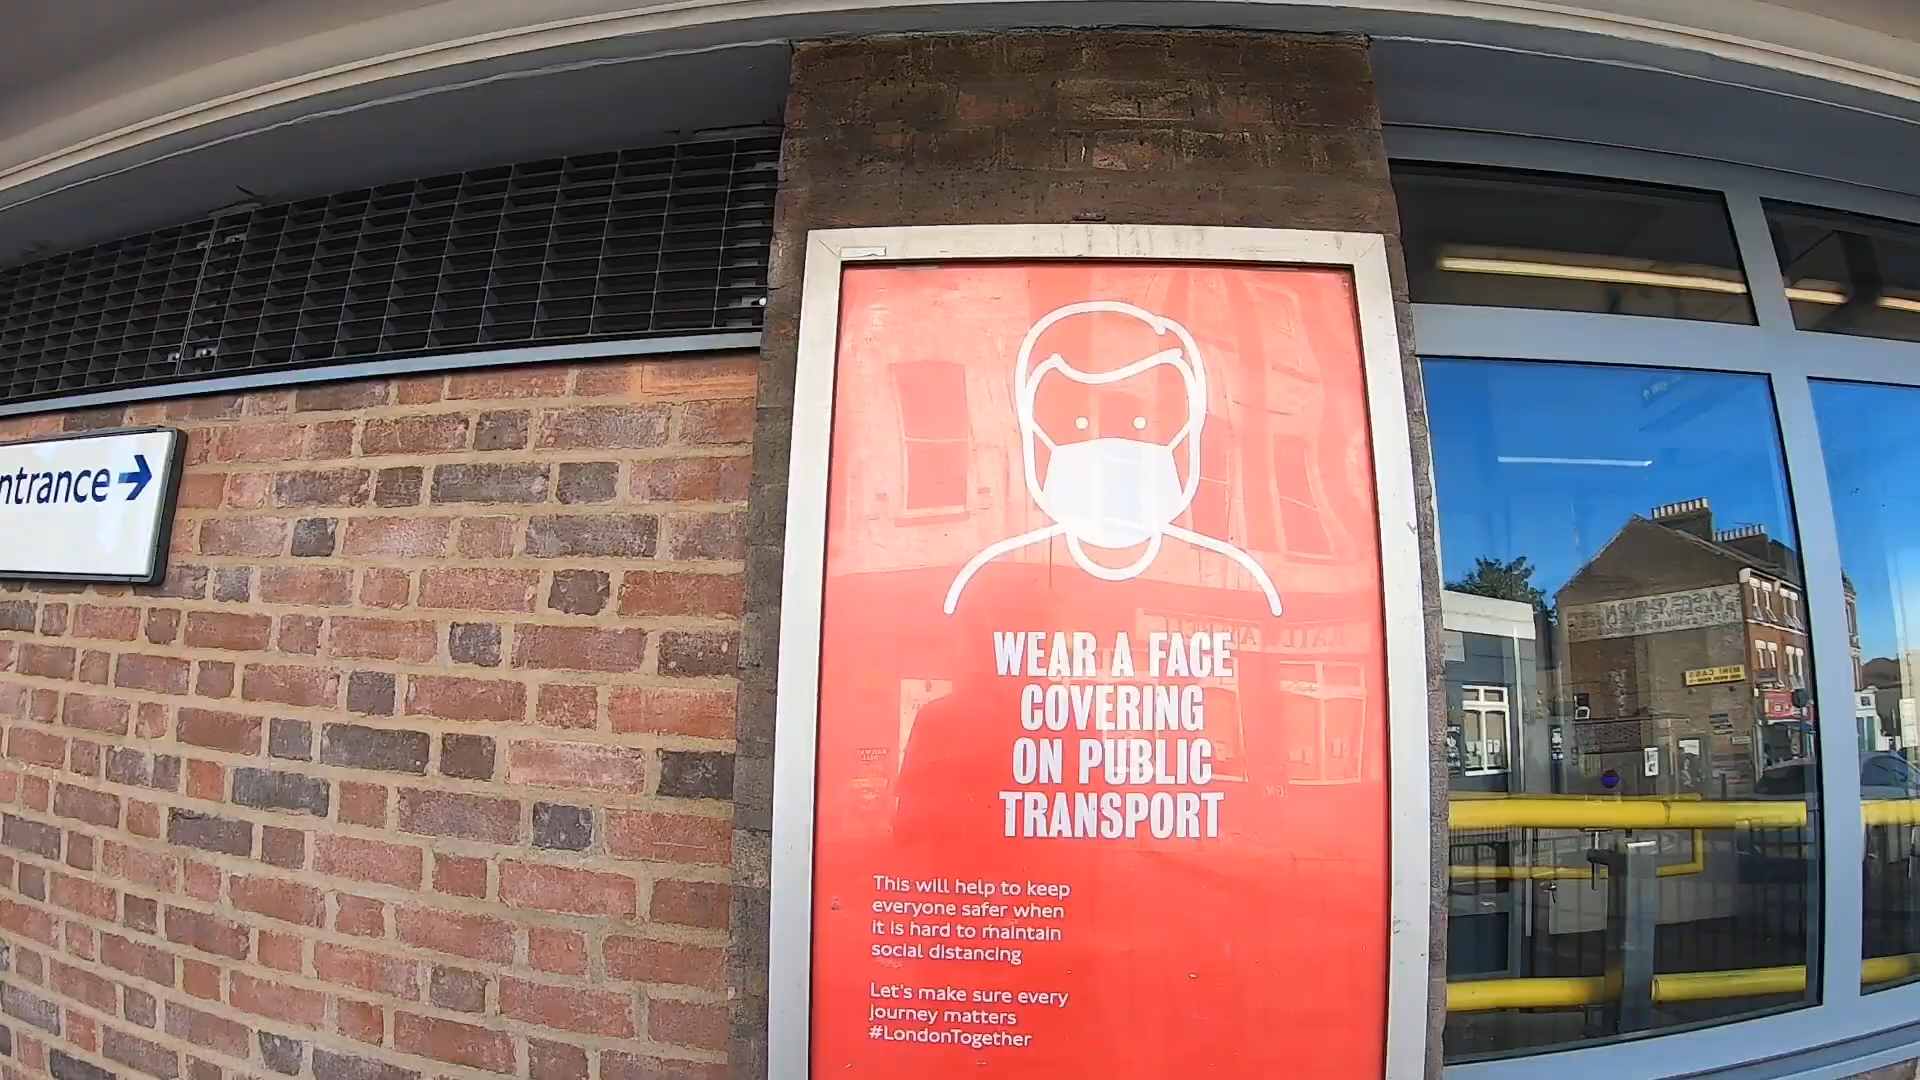 ntrance →
WEAR A FACE
COVERING
ON PUBLIC
TRANSPORT
This will help to keep
everyone safer when
it is hard to maintain
social distancing
Let's make sure every
journey matters
#LondonTogether